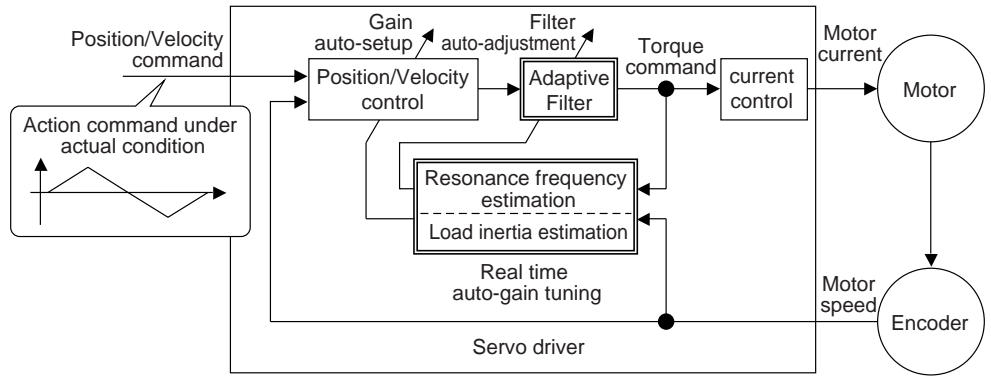 Position/Velocity
command
Gain
auto-setup
Filter
auto-adjustment
Torque
command
Motor
current
Position/Velocity
control
Adaptive
Filter
current
control
Motor
Action command under
actual condition
Resonance frequency
estimation
Load inertia estimation
Real time
auto-gain tuning
Motor
speed
Encoder
Servo driver